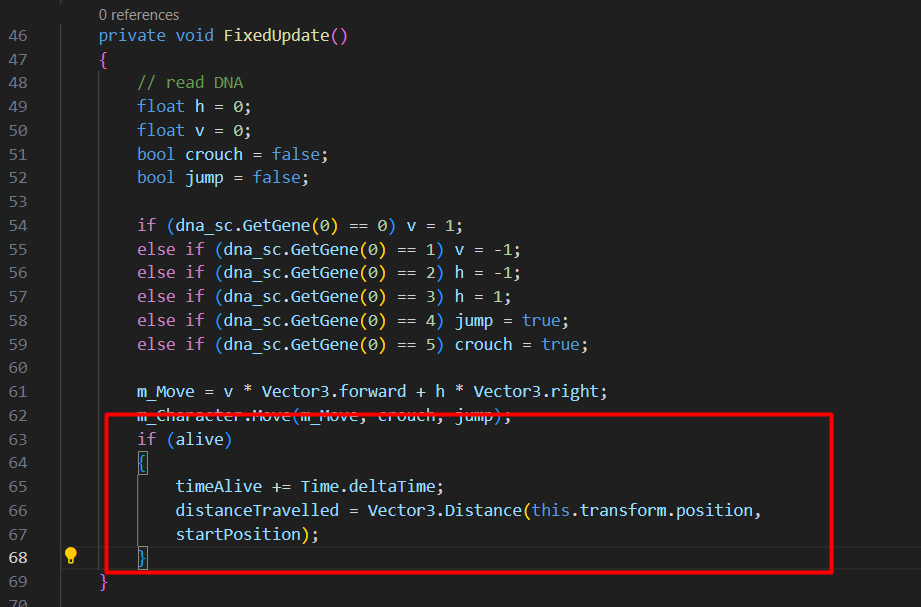 0 references
46 private void FixedUpdate()
47 {
48 // read DNA
49 float h = 0;
50 float v = 0;
51 bool crouch = false;
52 bool jump = false;
53
54 if (dna_sc.GetGene(0) == 0) v = 1;
55 else if (dna_sc.GetGene(0) == 1) v = -1;
56 else if (dna_sc.GetGene(0) == 2) h = -1;
57 else if (dna_sc.GetGene(0) == 3) h = 1;
58 else if (dna_sc.GetGene(0) == 4) jump = true;
59 else if (dna_sc.GetGene(0) == 5) crouch = true;
60
61 m_Move = v * Vector3.forward + h * Vector3.right;
62 m_Character.Move(m_Move, crouch, jump);
63 if (alive)
64 {
65 timeAlive += Time.deltaTime;
66 distanceTravelled = Vector3.Distance(this.transform.position,
67 startPosition);
68 }
69 }
70